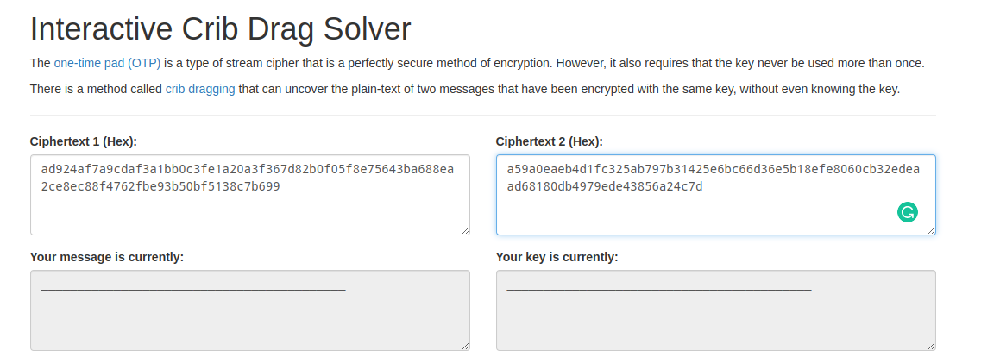 Interactive Crib Drag Solver
The one-time pad (OTP) is a type of stream cipher that is a perfectly secure method of encryption. However, it also requires that the key never be used more than once.
There is a method called crib dragging that can uncover the plain-text of two messages that have been encrypted with the same key, without even knowing the key.
Ciphertext 1 (Hex):
Ciphertext 2 (Hex):
ad924af7a9cdaf3a1bb0c3fe1a20a3f367d82b0f05f8e75643ba688ea
2ce8ec88f4762fbe93b50bf5138c7b699
a59a0eaeb4d1fc325ab797b31425e6bc66d36e5b18efe8060cb32edea
ad68180db4979ede43856a24c7d
Your message is currently:
Your key is currently: